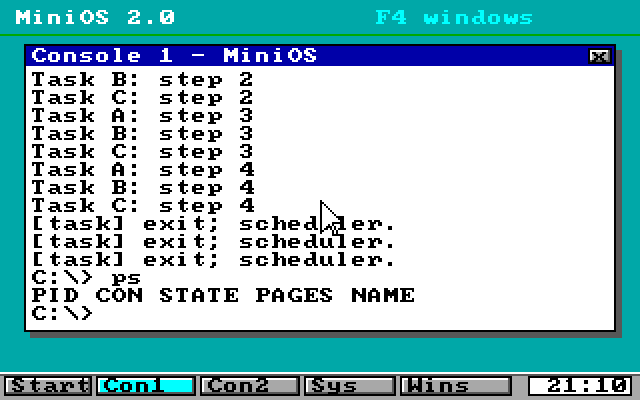 MiniOS 2.0 F4 windows
Console 1 - MiniOS
Task B: step 2
Task C: step 2
Task A: step 3
Task B: step 3
Task C: step 3
Task A: step 4
Task B: step 4
Task C: step 4
[task] exit; scheduler.
[task] exit; scheduler.
[task] exit; scheduler.
C:\> ps
PID CON STATE PAGES NAME
C:\>
Start Con1 Con2 Sys Wins 21:10